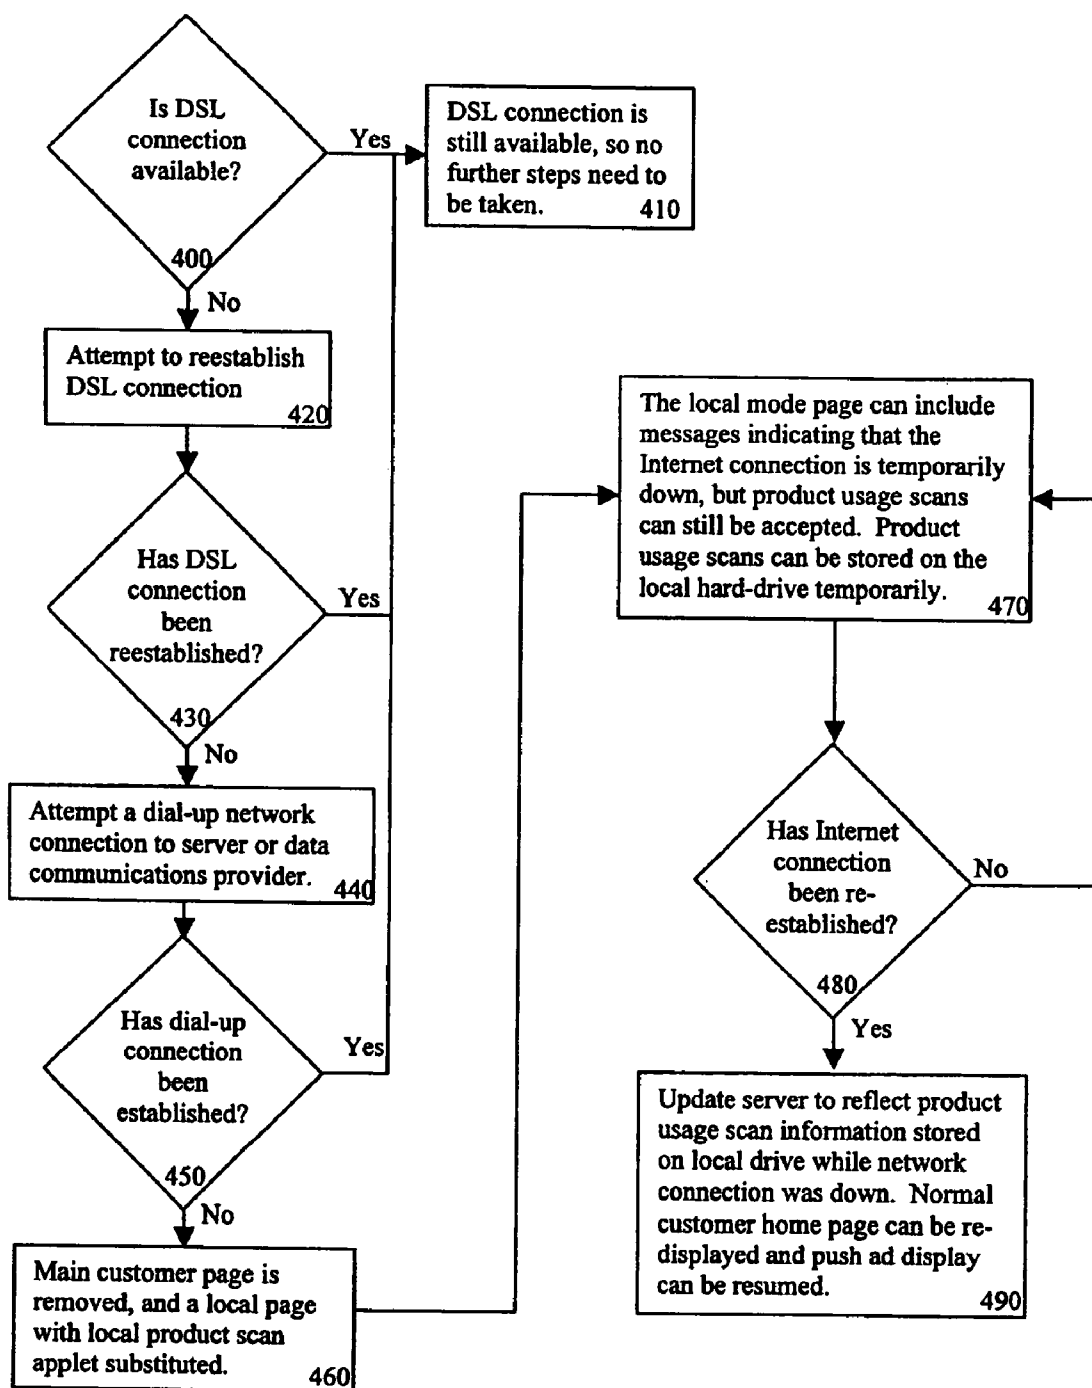 Is DSL
connection
available?
400
Yes
DSL connection is
still available, so no
further steps need to
be taken.
410
No
Attempt to reestablish
DSL connection
420
Has DSL
connection
been
reestablished?
430
Yes
No
Attempt a dial-up network
connection to server or data
communications provider.
440
Has dial-up
connection
been
established?
450
Yes
No
Main customer page is
removed, and a local page
with local product scan
applet substituted.
460
The local mode page can include
messages indicating that the
Internet connection is temporarily
down, but product usage scans
can still be accepted. Product
usage scans can be stored on the
local hard-drive temporarily.
470
Has Internet
connection
been re-
established?
480
No
Yes
Update server to reflect product
usage scan information stored
on local drive while network
connection was down. Normal
customer home page can be re-
displayed and push ad display
can be resumed.
490